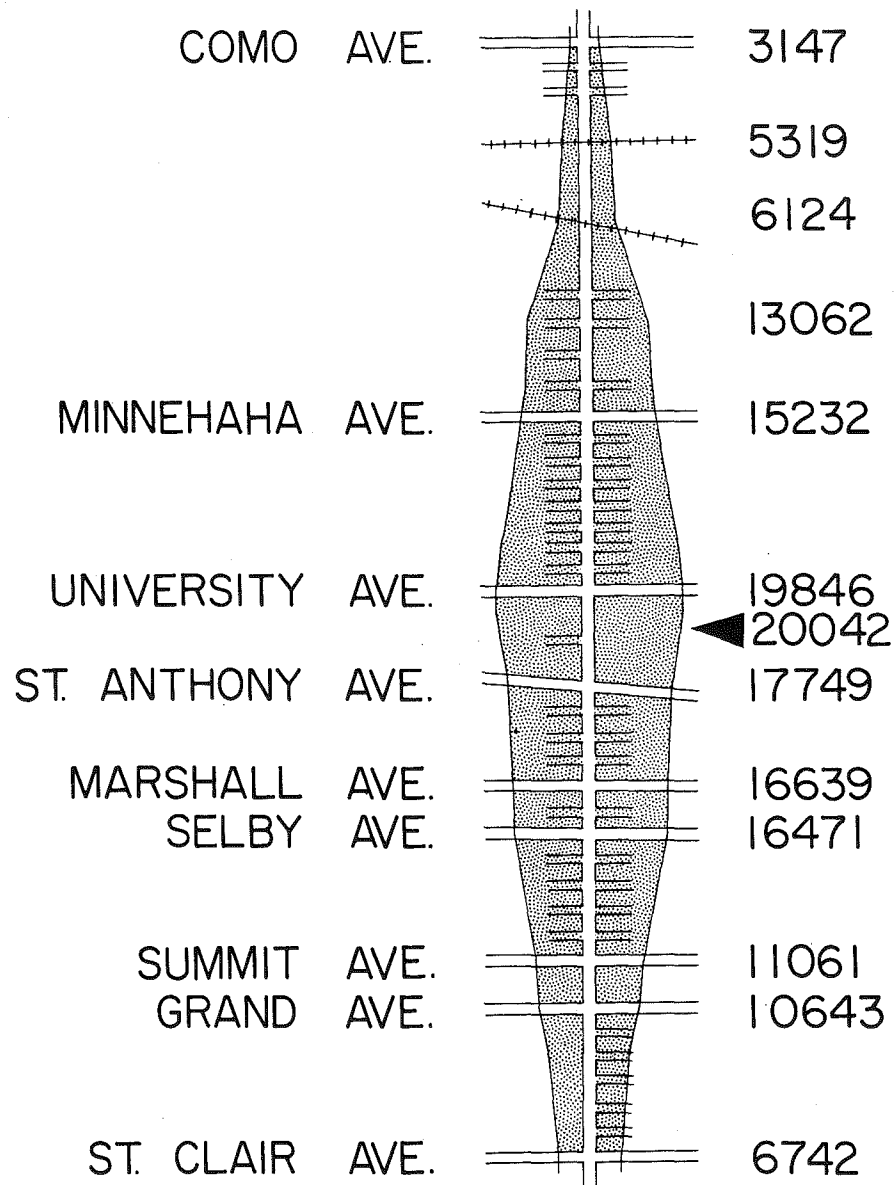 COMO AVE. 3147
5319
6124
13062
MINNEHAHA AVE. 15232
UNIVERSITY AVE. 19846
20042
ST. ANTHONY AVE. 17749
MARSHALL AVE. 16639
SELBY AVE. 16471
SUMMIT AVE. 11061
GRAND AVE. 10643
ST. CLAIR AVE. 6742